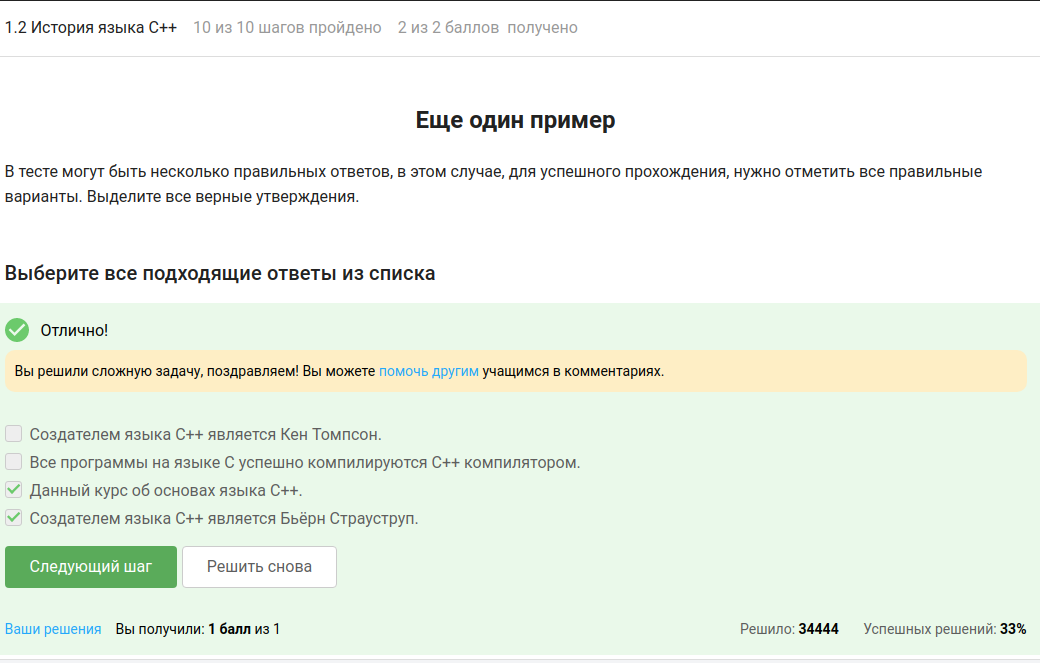 1.2 История языка C++ 10 из 10 шагов пройдено 2 из 2 баллов получено
Еще один пример
В тесте могут быть несколько правильных ответов, в этом случае, для успешного прохождения, нужно отметить все правильные
варианты. Выделите все верные утверждения.
Выберите все подходящие ответы из списка
Отлично!
Вы решили сложную задачу, поздравляем! Вы можете помочь другим учащимся в комментариях.
Создателем языка C++ является Кен Томпсон.
Все программы на языке C успешно компилируются C++ компилятором.
Данный курс об основах языка C++.
Создателем языка C++ является Бьёрн Страуструп.
Следующий шаг Решить снова
Ваши решения Вы получили: 1 балл из 1 Решило: 34444 Успешных решений: 33%